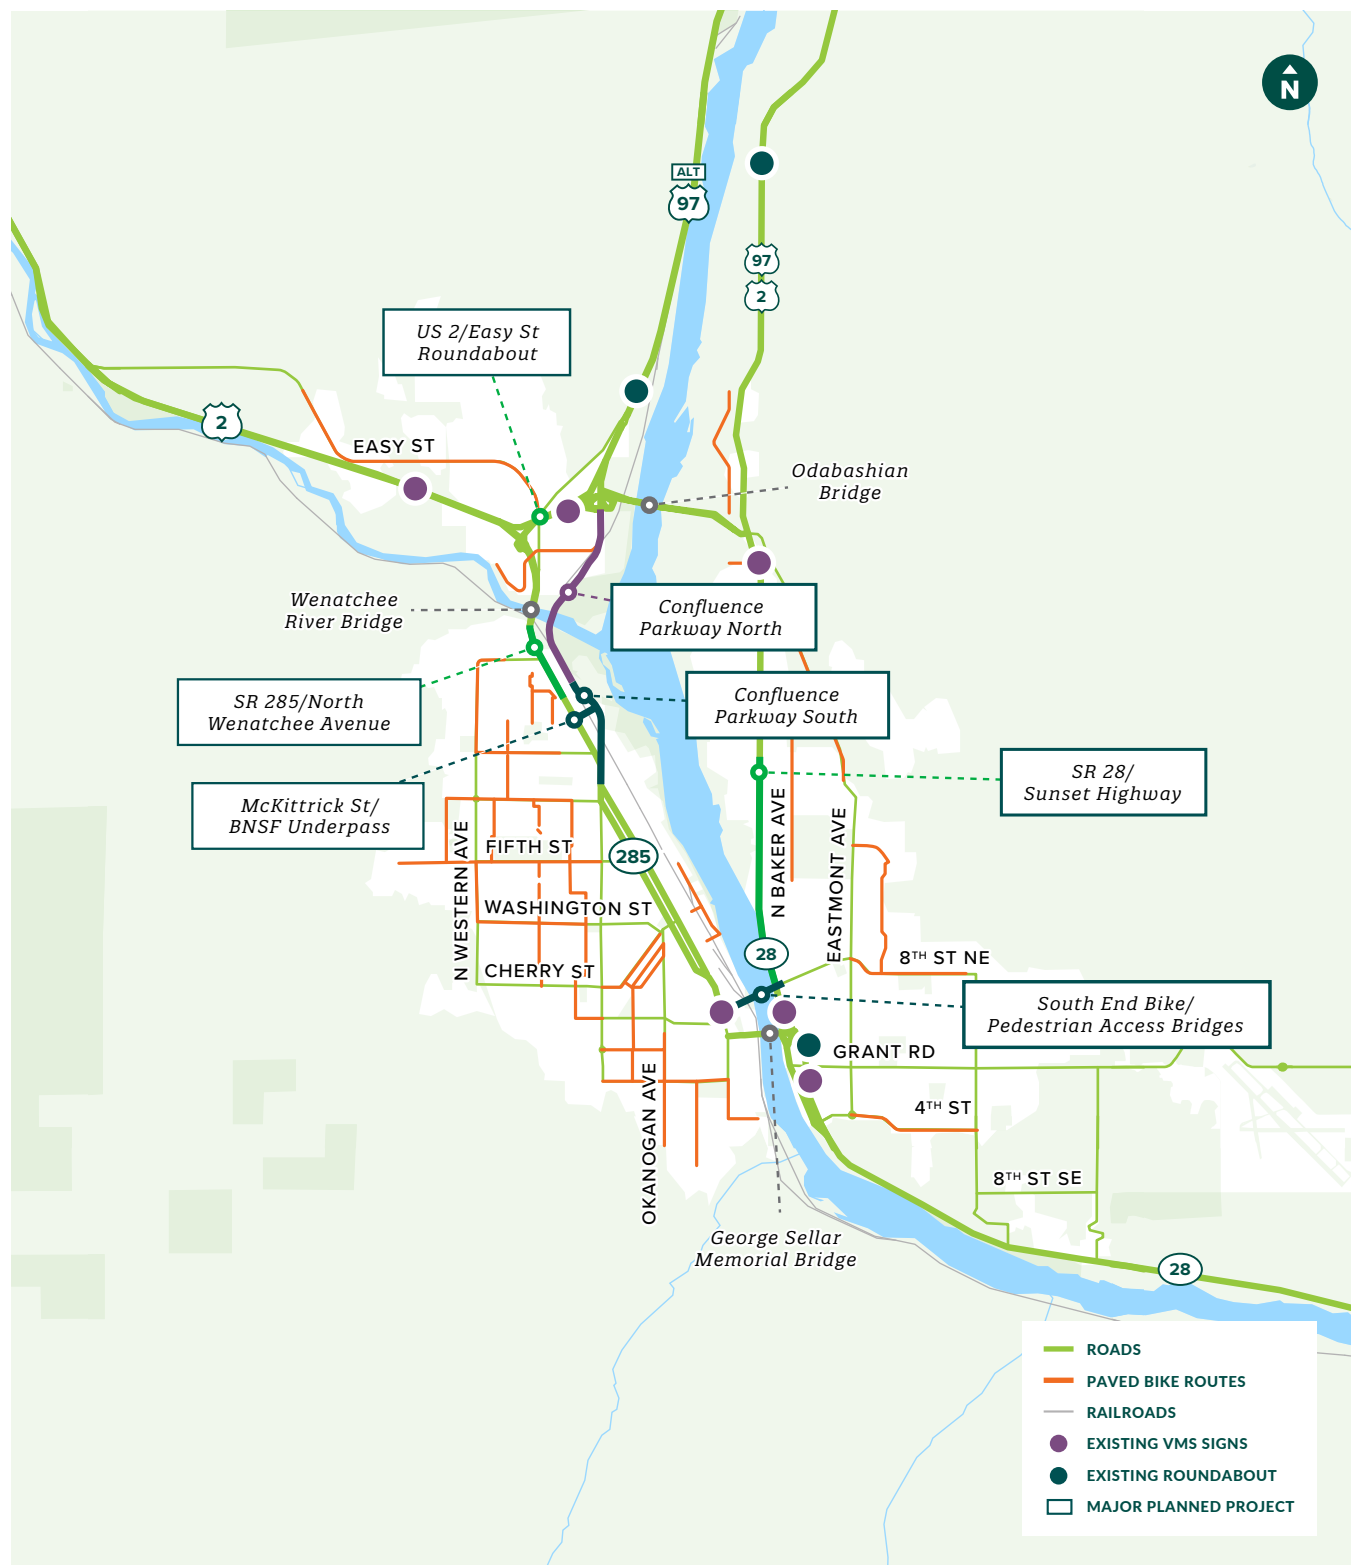 N
ALT
97
97
2
US 2/Easy St
Roundabout
2
EASY ST
Odabashian
Bridge
Wenatchee
River Bridge
Confluence
Parkway North
SR 285/North
Wenatchee Avenue
Confluence
Parkway South
SR 28/
Sunset Highway
McKittrick St/
BNSF Underpass
N WESTERN AVE
FIFTH ST
285
N BAKER AVE
EASTMONT AVE
WASHINGTON ST
28
8TH ST NE
CHERRY ST
South End Bike/
Pedestrian Access Bridges
GRANT RD
OKANOGAN AVE
4TH ST
8TH ST SE
George Sellar
Memorial Bridge
28
ROADS
PAVED BIKE ROUTES
RAILROADS
EXISTING VMS SIGNS
EXISTING ROUNDABOUT
MAJOR PLANNED PROJECT